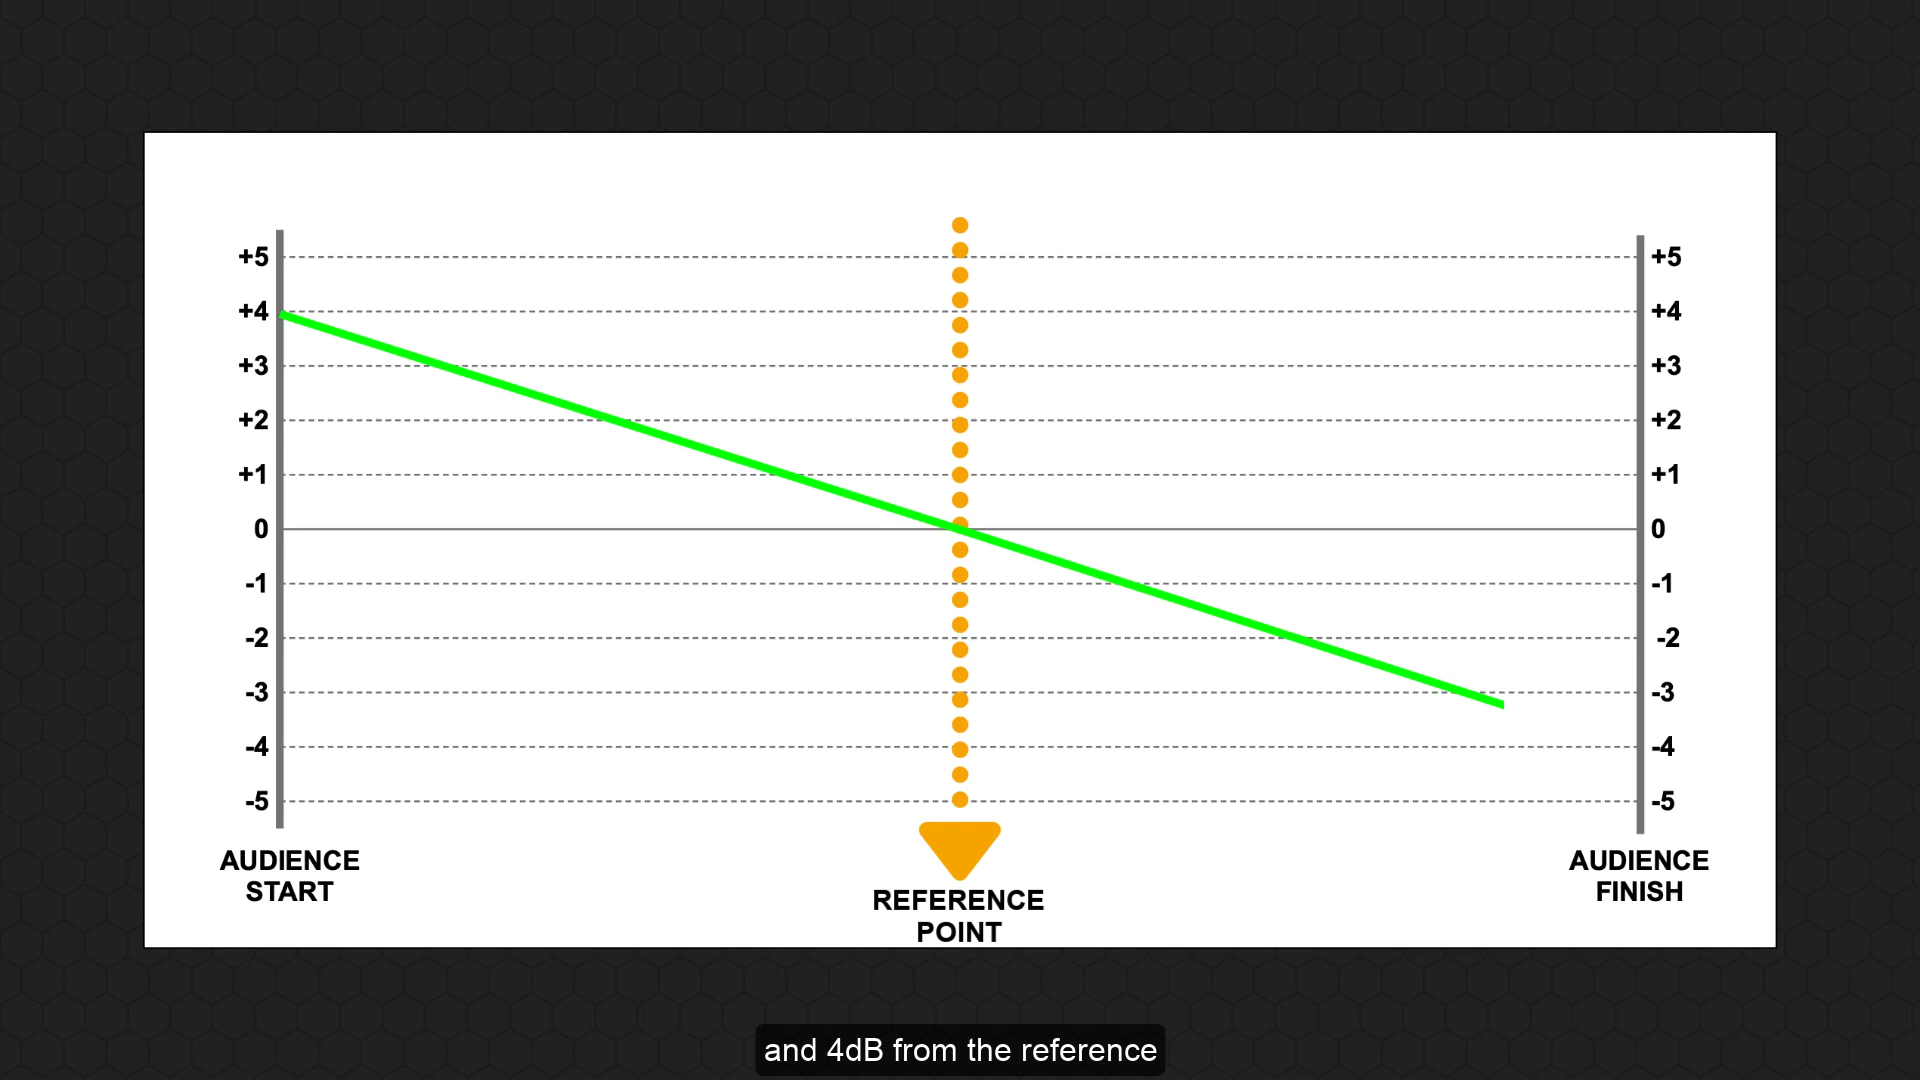 +5 +5
+4 +4
+3 +3
+2 +2
+1 +1
0 0
-1 -1
-2 -2
-3 -3
-4 -4
-5 -5
AUDIENCE
START
REFERENCE
POINT
AUDIENCE
FINISH
and 4dB from the reference